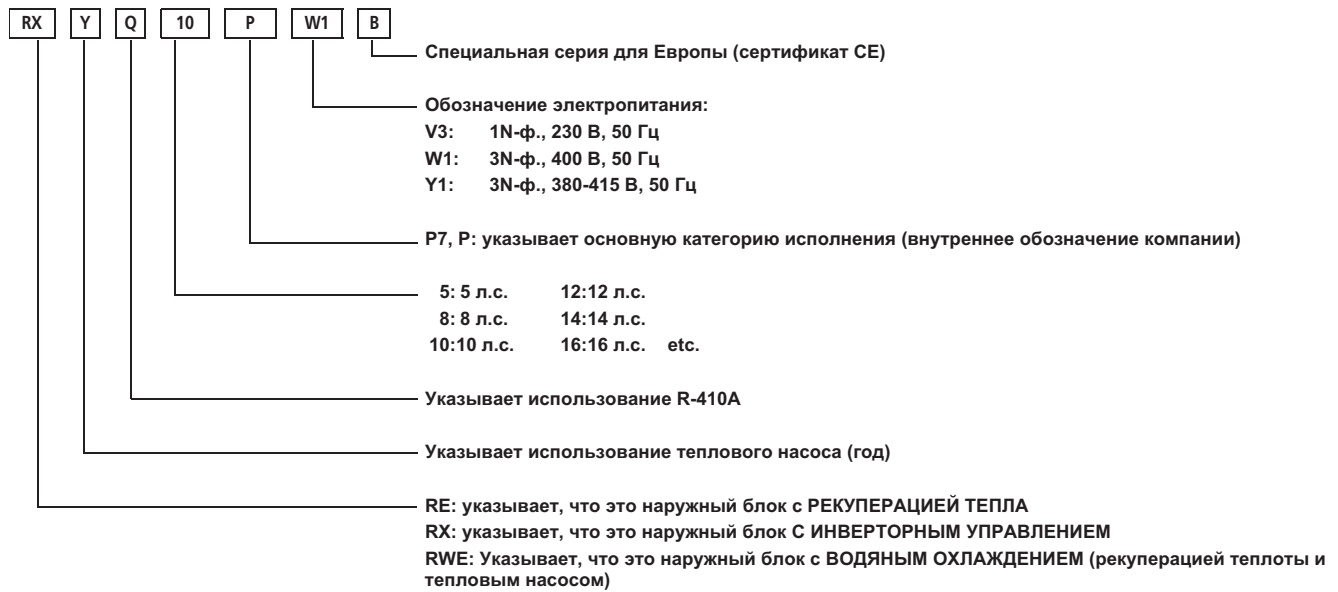 RX Y Q 10 P W1 B
Специальная серия для Европы (сертификат CE)
Обозначение электропитания:
V3: 1N-ф., 230 В, 50 Гц
W1: 3N-ф., 400 В, 50 Гц
Y1: 3N-ф., 380-415 В, 50 Гц
P7, P: указывает основную категорию исполнения (внутреннее обозначение компании)
5: 5 л.с. 12:12 л.с.
8: 8 л.с. 14:14 л.с.
10:10 л.с. 16:16 л.с. etc.
Указывает использование R-410A
Указывает использование теплового насоса (год)
RE: указывает, что это наружный блок с РЕКУПЕРАЦИЕЙ ТЕПЛА
RX: указывает, что это наружный блок С ИНВЕРТОРНЫМ УПРАВЛЕНИЕМ
RWE: Указывает, что это наружный блок с ВОДЯНЫМ ОХЛАЖДЕНИЕМ (рекуперацией теплоты и
тепловым насосом)